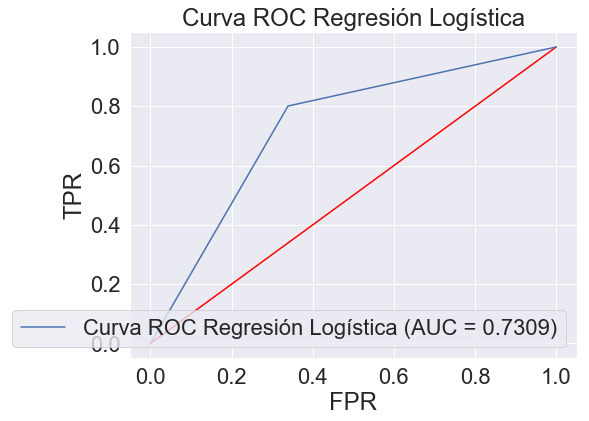 Curva ROC Regresión Logística
1.0
0.8
0.6
0.4
0.2
0.0
TPR
Curva ROC Regresión Logística (AUC = 0.7309)
0.0 0.2 0.4 0.6 0.8 1.0
FPR